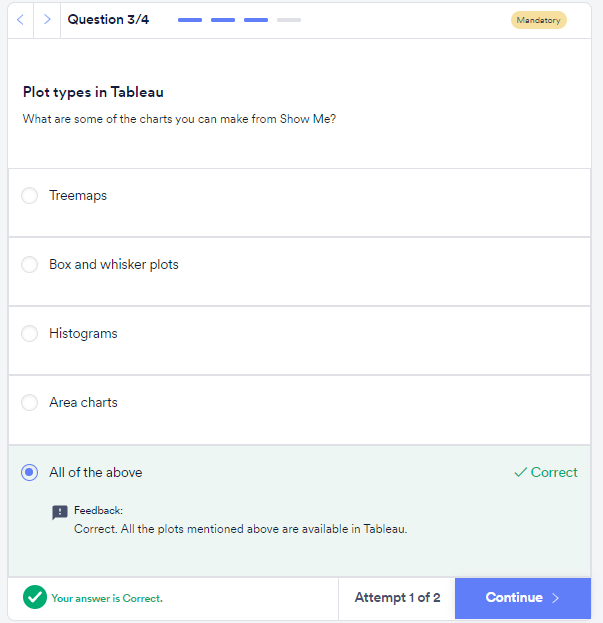 Question 3/4
Mandatory
Plot types in Tableau
What are some of the charts you can make from Show Me?
Treemaps
Box and whisker plots
Histograms
Area charts
All of the above
Correct
Feedback:
Correct. All the plots mentioned above are available in Tableau.
Your answer is Correct.
Attempt 1 of 2
Continue